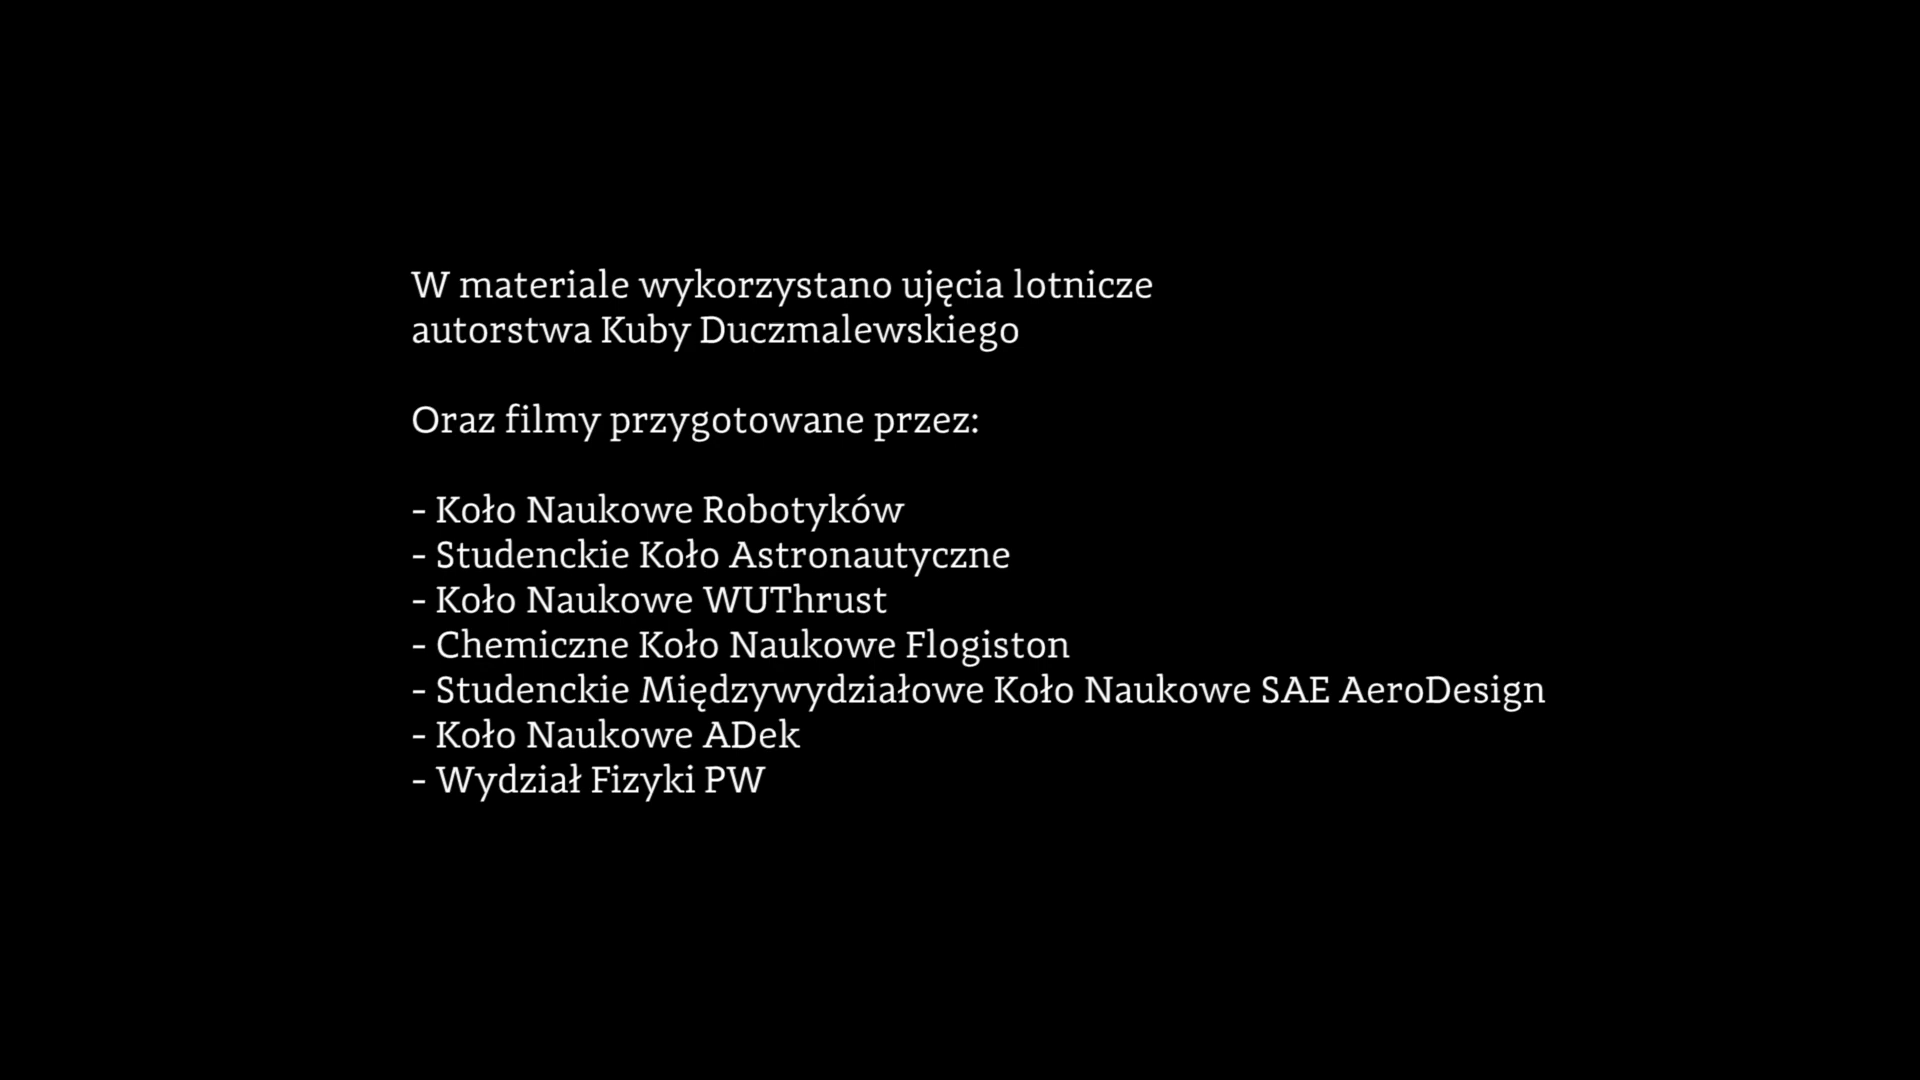 W materiale wykorzystano ujęcia lotnicze
autorstwa Kuby Duczmalewskiego
Oraz filmy przygotowane przez:
- Koło Naukowe Robotyków
- Studenckie Koło Astronautyczne
- Koło Naukowe WUThrust
- Chemiczne Koło Naukowe Flogiston
- Studenckie Międzywydziałowe Koło Naukowe SAE AeroDesign
- Koło Naukowe ADek
- Wydział Fizyki PW